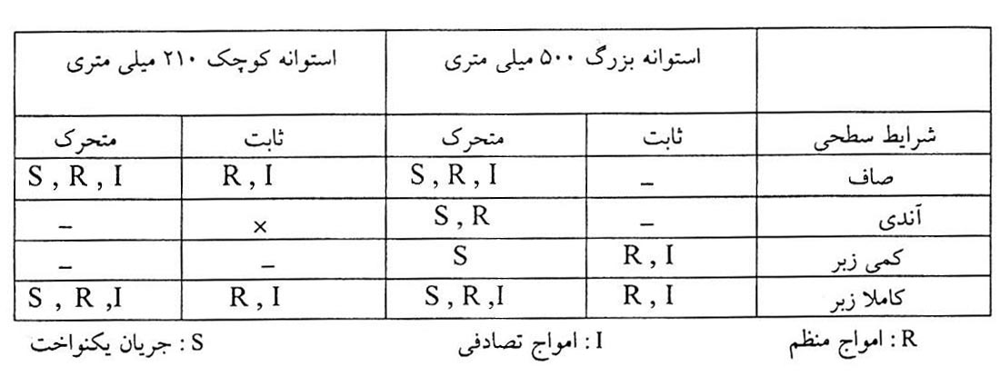 استوانه بزرگ ۵۰۰ میلی متری استوانه کوچک ۲۱۰ میلی متری
شرایط سطحی ثابت متحرک ثابت متحرک
صاف – S , R , I R , I S , R , I
آندی – S , R × –
کمی زبر R , I S – –
کاملا زبر R , I S , R ,I R , I S , R ,I
R : امواج منظم I : امواج تصادفی S : جریان یکنواخت